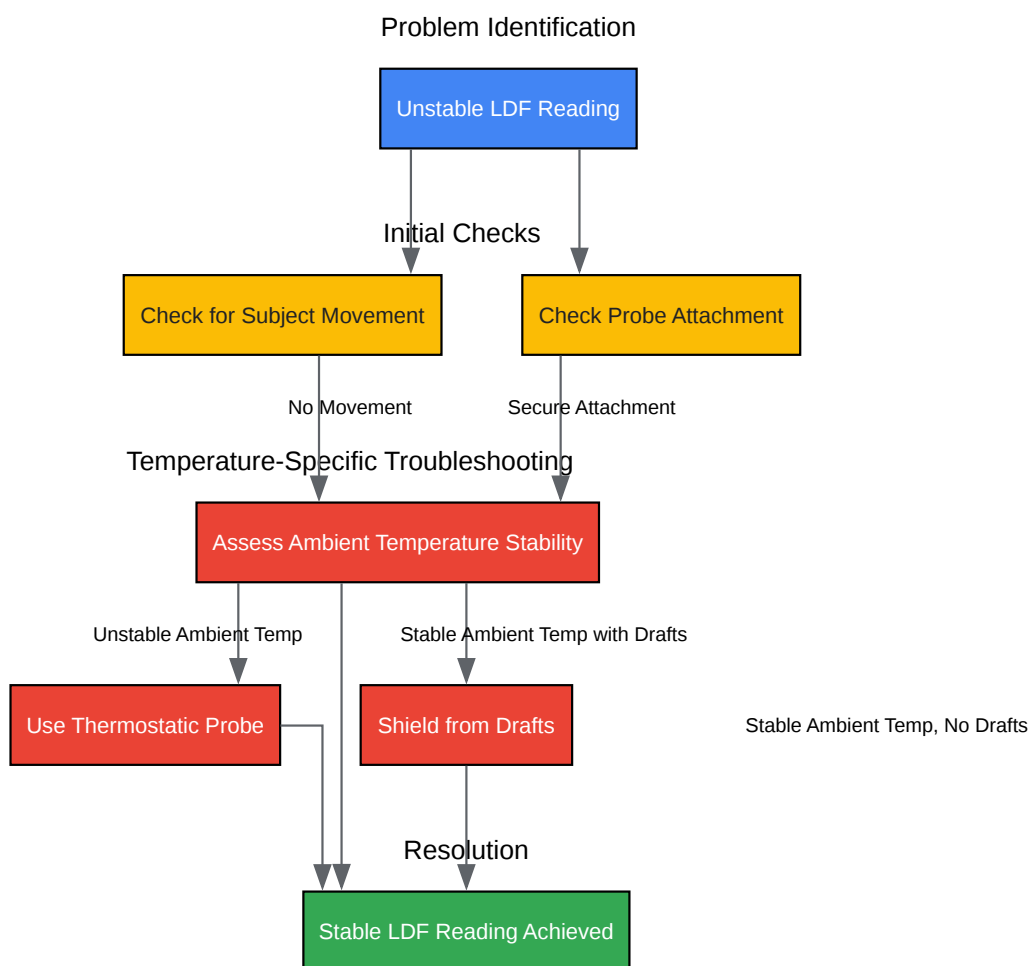 Problem Identification
Unstable LDF Reading
Initial Checks
Check for Subject Movement
Check Probe Attachment
No Movement
Secure Attachment
Temperature-Specific Troubleshooting
Assess Ambient Temperature Stability
Unstable Ambient Temp
Stable Ambient Temp with Drafts
Use Thermostatic Probe
Shield from Drafts
Stable Ambient Temp, No Drafts
Resolution
Stable LDF Reading Achieved